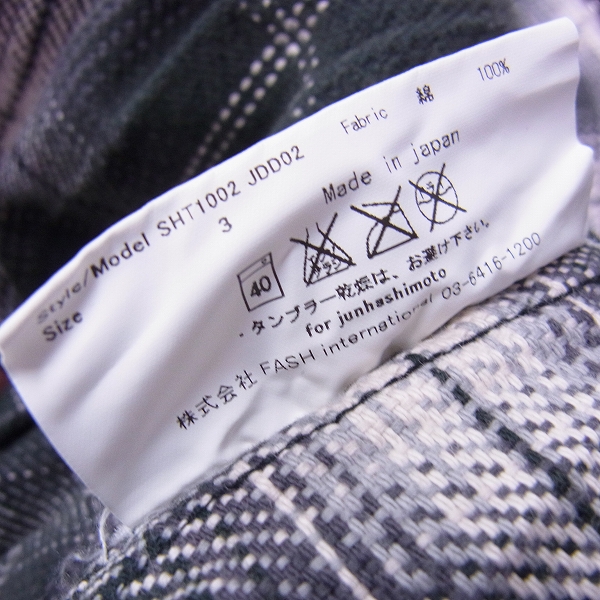 Style/Model SHT1002 JDD02 Fabric 綿 100%
Size 3 Made in japan
40
・タンブラー乾燥は、お避け下さい。
for junhashimoto
株式会社 FASH international 03-6416-1200